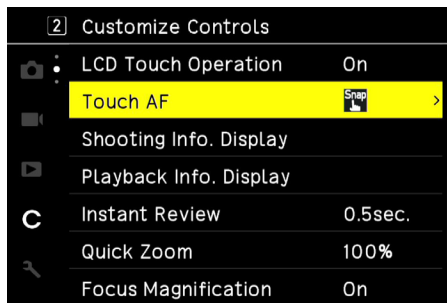 2 Customize Controls
LCD Touch Operation On
Touch AF Snap >
Shooting Info. Display
Playback Info. Display
C Instant Review 0.5sec.
Quick Zoom 100%
Focus Magnification On